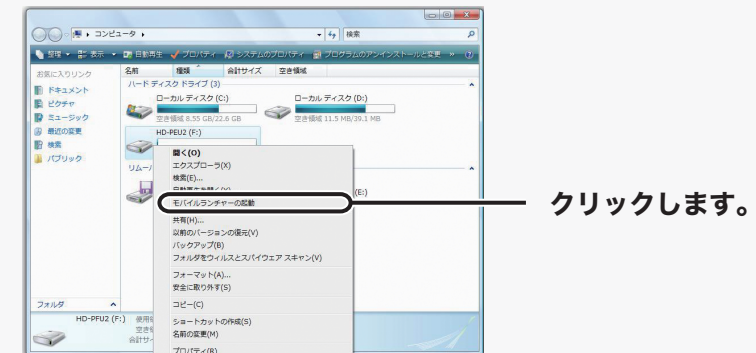 コンピュータ
検索
整理 表示 自動再生 プロパティ システムのプロパティ プログラムのアンインストールと変更 »
お気に入りリンク
ドキュメント
ピクチャ
ミュージック
最近の変更
検索
パブリック
名前 種類 合計サイズ 空き領域
ハード ディスク ドライブ (3)
ローカル ディスク (C:)
空き領域 8.55 GB/22.6 GB
ローカル ディスク (D:)
空き領域 11.5 MB/39.1 MB
HD-PEU2 (F:)
リムー
(E:)
開く(O)
エクスプローラ(X)
検索(E)...
モバイルランチャーの起動
クリックします。
共有(H)...
以前のバージョンの復元(V)
バックアップ(B)
フォルダをウィルスとスパイウェア スキャン(V)
フォーマット(A)...
安全に取り外す(S)
コピー(C)
ショートカットの作成(S)
名前の変更(M)
プロパティ(R)
フォルダ
HD-PFU2 (F:)
空き
合計サ